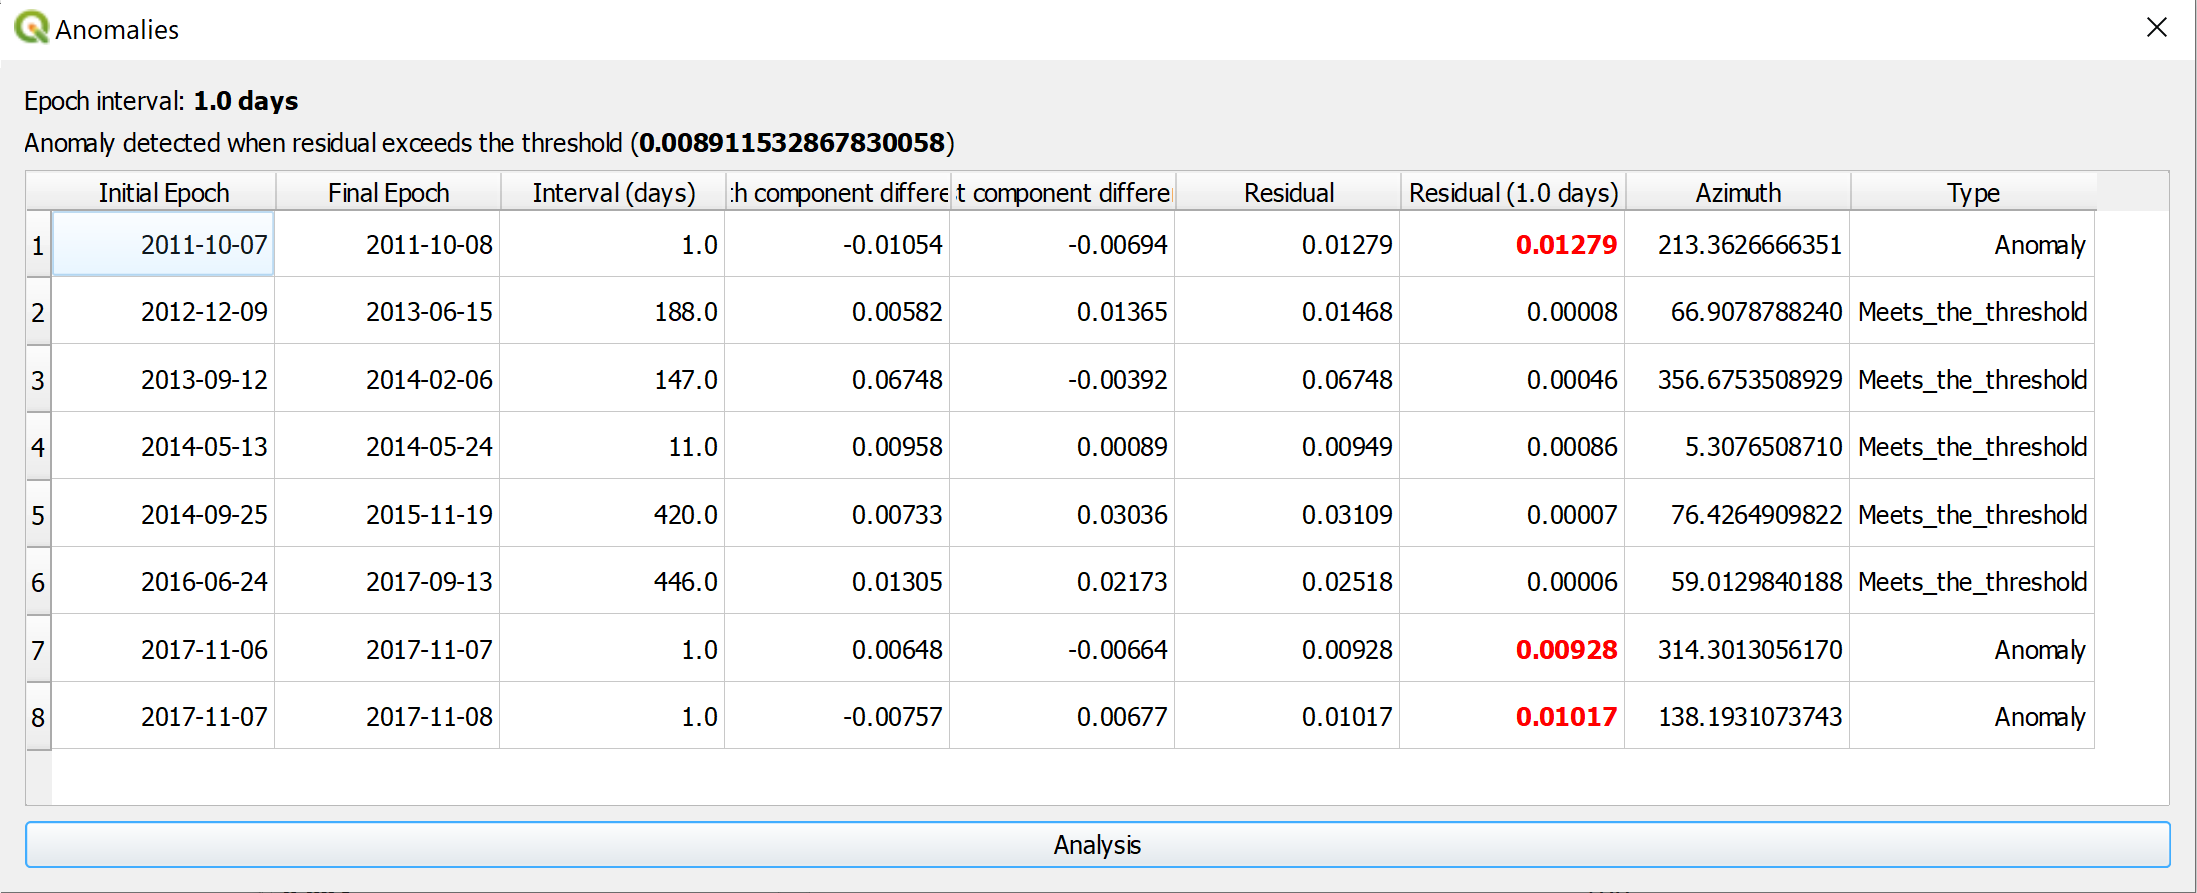 Anomalies
Epoch interval: 1.0 days
Anomaly detected when residual exceeds the threshold (0.008911532867830058)
Initial Epoch Final Epoch Interval (days) component differe component differe Residual Residual (1.0 days) Azimuth Type
1 2011-10-07 2011-10-08 1.0 -0.01054 -0.00694 0.01279 0.01279 213.3626666351 Anomaly
2 2012-12-09 2013-06-15 188.0 0.00582 0.01365 0.01468 0.00008 66.9078788240 Meets_the_threshold
3 2013-09-12 2014-02-06 147.0 0.06748 -0.00392 0.06748 0.00046 356.6753508929 Meets_the_threshold
4 2014-05-13 2014-05-24 11.0 0.00958 0.00089 0.00949 0.00086 5.3076508710 Meets_the_threshold
5 2014-09-25 2015-11-19 420.0 0.00733 0.03036 0.03109 0.00007 76.4264909822 Meets_the_threshold
6 2016-06-24 2017-09-13 446.0 0.01305 0.02173 0.02518 0.00006 59.0129840188 Meets_the_threshold
7 2017-11-06 2017-11-07 1.0 0.00648 -0.00664 0.00928 0.00928 314.3013056170 Anomaly
8 2017-11-07 2017-11-08 1.0 -0.00757 0.00677 0.01017 0.01017 138.1931073743 Anomaly
Analysis